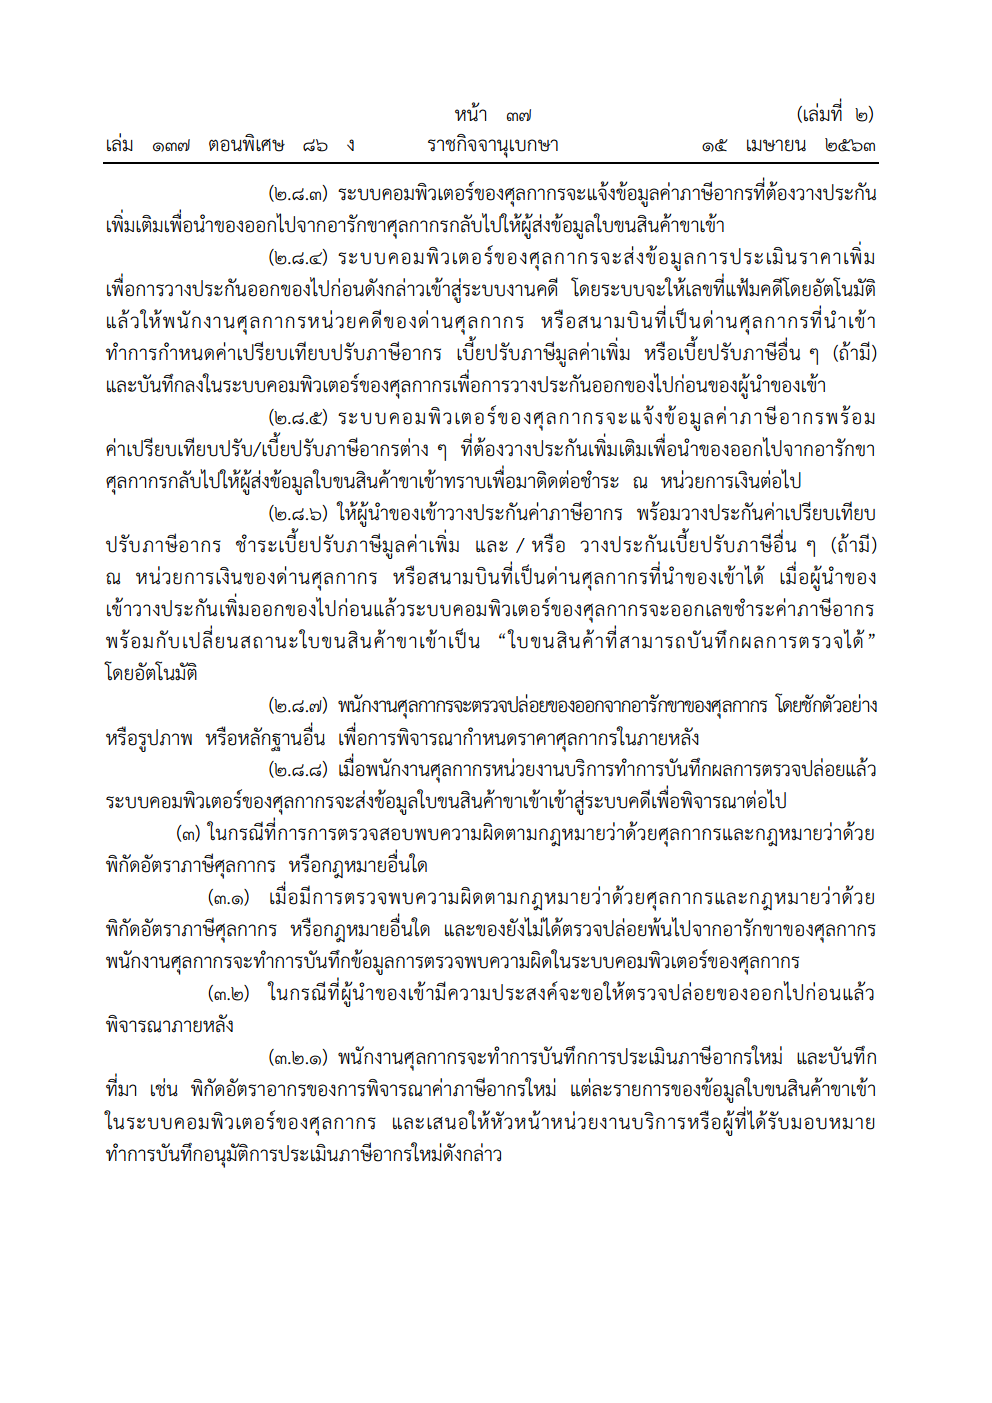 หน้า ๓๗
(เล่มที่ ๒)
เล่ม ๑๓๗ ตอนพิเศษ ๘๖ ง ราชกิจจานุเบกษา ๑๕ เมษายน ๒๕๖๓
(๒.๘.๓) ระบบคอมพิวเตอร์ของศุลกากรจะแจ้งข้อมูลค่าภาษีอากรที่ต้องวางประกัน
เพิ่มเติมเพื่อนำของออกไปจากอารักขาศุลกากรกลับไปให้ผู้ส่งข้อมูลใบขนสินค้าขาเข้า
(๒.๘.๔) ระบบคอมพิวเตอร์ของศุลกากรจะส่งข้อมูลการประเมินราคาเพิ่ม
เพื่อการวางประกันออกของไปก่อนดังกล่าวเข้าสู่ระบบงานคดี โดยระบบจะให้เลขที่แฟ้มคดีโดยอัตโนมัติ
แล้วให้พนักงานศุลกากรหน่วยคดีของด่านศุลกากร หรือสนามบินที่เป็นด่านศุลกากรที่นำเข้า
ทำการกำหนดค่าเปรียบเทียบปรับภาษีอากร เบี้ยปรับภาษีมูลค่าเพิ่ม หรือเบี้ยปรับภาษีอื่น ๆ (ถ้ามี)
และบันทึกลงในระบบคอมพิวเตอร์ของศุลกากรเพื่อการวางประกันออกของไปก่อนของผู้นำของเข้า
(๒.๘.๕) ระบบคอมพิวเตอร์ของศุลกากรจะแจ้งข้อมูลค่าภาษีอากรพร้อม
ค่าเปรียบเทียบปรับ/เบี้ยปรับภาษีอากรต่าง ๆ ที่ต้องวางประกันเพิ่มเติมเพื่อนำของออกไปจากอารักขา
ศุลกากรกลับไปให้ผู้ส่งข้อมูลใบขนสินค้าขาเข้าทราบเพื่อมาติดต่อชำระ ณ หน่วยการเงินต่อไป
(๒.๘.๖) ให้ผู้นำของเข้าวางประกันค่าภาษีอากร พร้อมวางประกันค่าเปรียบเทียบ
ปรับภาษีอากร ชำระเบี้ยปรับภาษีมูลค่าเพิ่ม และ / หรือ วางประกันเบี้ยปรับภาษีอื่น ๆ (ถ้ามี)
ณ หน่วยการเงินของด่านศุลกากร หรือสนามบินที่เป็นด่านศุลกากรที่นำของเข้าได้ เมื่อผู้นำของ
เข้าวางประกันเพิ่มออกของไปก่อนแล้วระบบคอมพิวเตอร์ของศุลกากรจะออกเลขชำระค่าภาษีอากร
พร้อมกับเปลี่ยนสถานะใบขนสินค้าขาเข้าเป็น “ใบขนสินค้าที่สามารถบันทึกผลการตรวจได้”
โดยอัตโนมัติ
(๒.๘.๗) พนักงานศุลกากรจะตรวจปล่อยของออกจากอารักขาของศุลกากร โดยชักตัวอย่าง
หรือรูปภาพ หรือหลักฐานอื่น เพื่อการพิจารณากำหนดราคาศุลกากรในภายหลัง
(๒.๘.๘) เมื่อพนักงานศุลกากรหน่วยงานบริการทำการบันทึกผลการตรวจปล่อยแล้ว
ระบบคอมพิวเตอร์ของศุลกากรจะส่งข้อมูลใบขนสินค้าขาเข้าเข้าสู่ระบบคดีเพื่อพิจารณาต่อไป
(๓) ในกรณีที่การการตรวจสอบพบความผิดตามกฎหมายว่าด้วยศุลกากรและกฎหมายว่าด้วย
พิกัดอัตราภาษีศุลกากร หรือกฎหมายอื่นใด
(๓.๑) เมื่อมีการตรวจพบความผิดตามกฎหมายว่าด้วยศุลกากรและกฎหมายว่าด้วย
พิกัดอัตราภาษีศุลกากร หรือกฎหมายอื่นใด และของยังไม่ได้ตรวจปล่อยพ้นไปจากอารักขาของศุลกากร
พนักงานศุลกากรจะทำการบันทึกข้อมูลการตรวจพบความผิดในระบบคอมพิวเตอร์ของศุลกากร
(๓.๒) ในกรณีที่ผู้นำของเข้ามีความประสงค์จะขอให้ตรวจปล่อยของออกไปก่อนแล้ว
พิจารณาภายหลัง
(๓.๒.๑) พนักงานศุลกากรจะทำการบันทึกการประเมินภาษีอากรใหม่ และบันทึก
ที่มา เช่น พิกัดอัตราอากรของการพิจารณาค่าภาษีอากรใหม่ แต่ละรายการของข้อมูลใบขนสินค้าขาเข้า
ในระบบคอมพิวเตอร์ของศุลกากร และเสนอให้หัวหน้าหน่วยงานบริการหรือผู้ที่ได้รับมอบหมาย
ทำการบันทึกอนุมัติการประเมินภาษีอากรใหม่ดังกล่าว